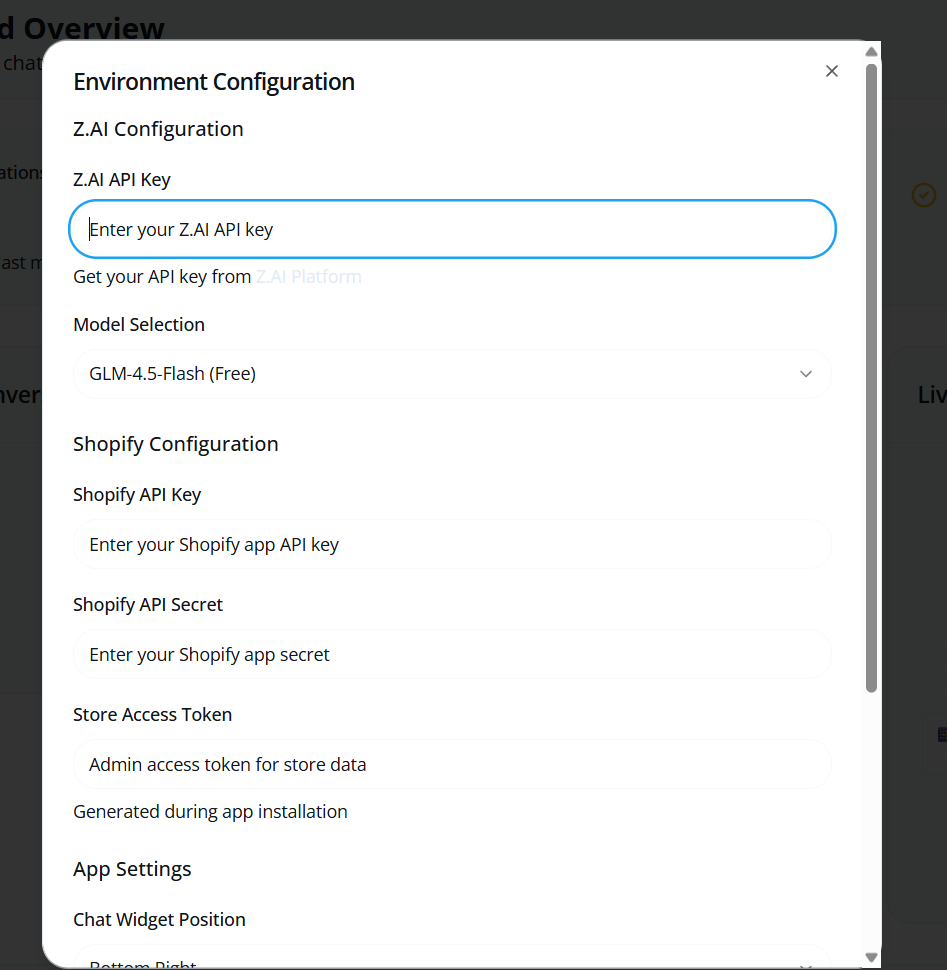 d Overview
chat
Environment Configuration
Z.AI Configuration
ations
Z.AI API Key
Enter your Z.AI API key
ast m
Get your API key from Z.AI Platform
Model Selection
GLM-4.5-Flash (Free)
nver
Liv
Shopify Configuration
Shopify API Key
Enter your Shopify app API key
Shopify API Secret
Enter your Shopify app secret
Store Access Token
Admin access token for store data
Generated during app installation
App Settings
Chat Widget Position
Bottom Right